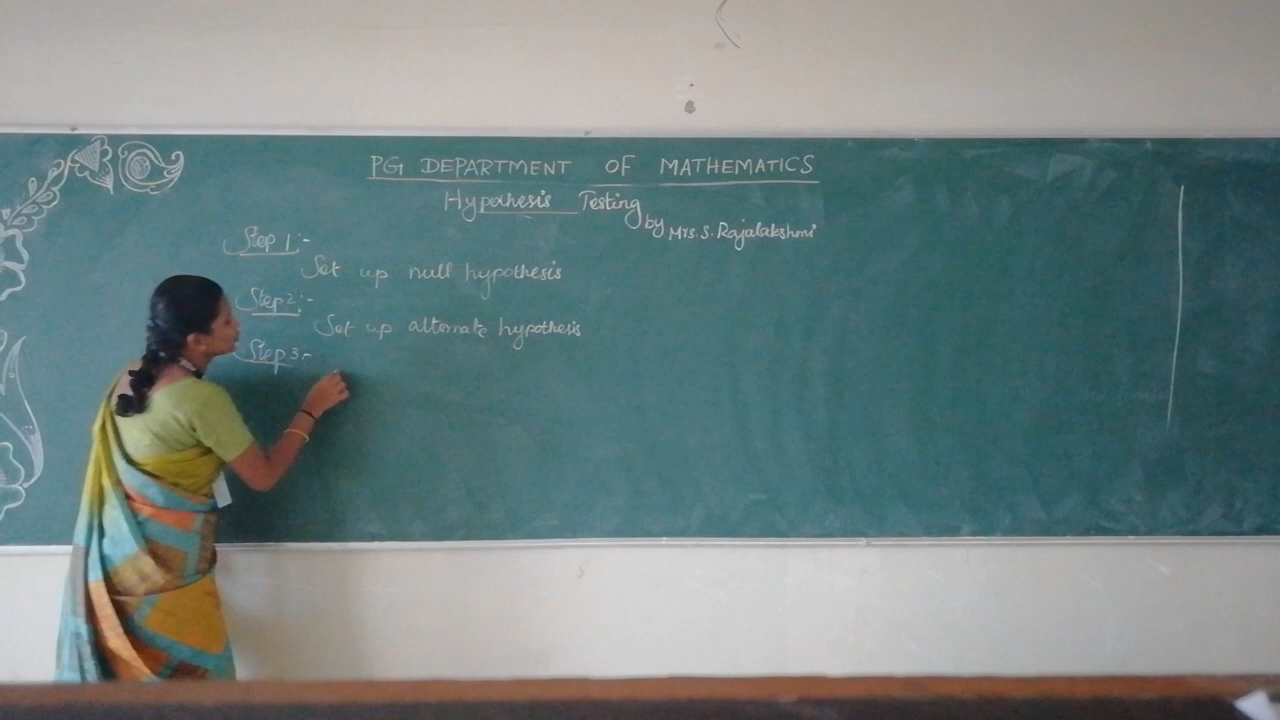 PG DEPARTMENT OF MATHEMATICS
Hypothesis Testing
by Mrs. S. Rajalakshmi
Step 1:-
Set up null hypothesis
Step 2:-
Set up alternate hypothesis
Step 3:-